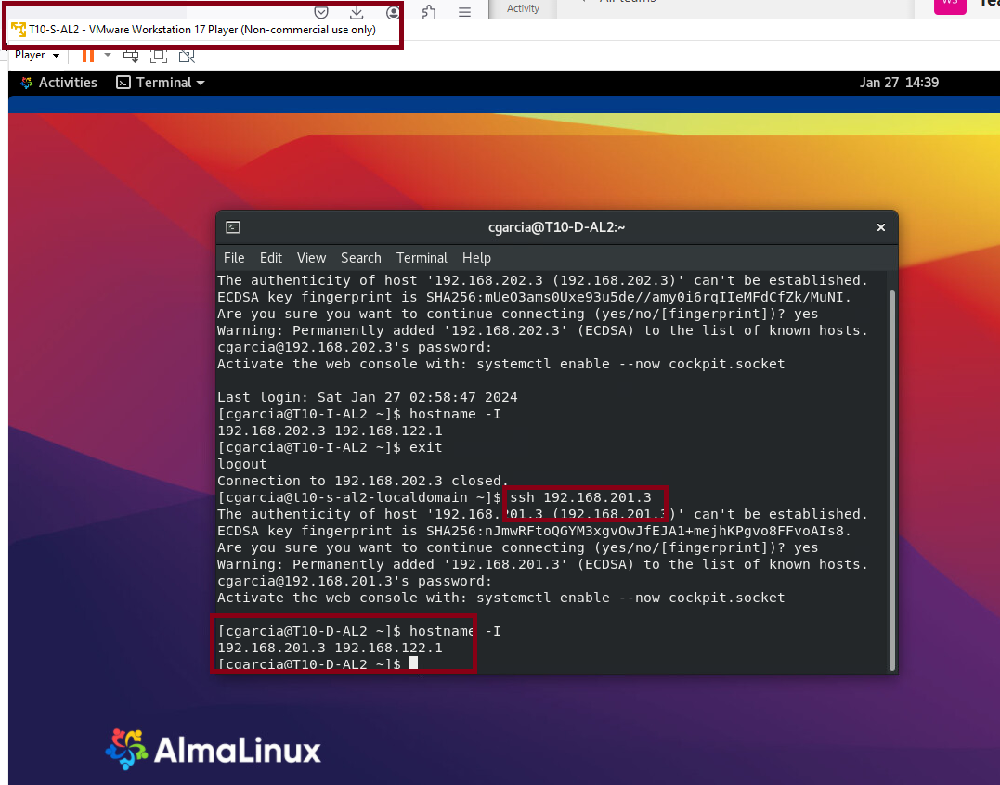 Activity
All teams
T10-S-AL2 - VMware Workstation 17 Player (Non-commercial use only)
Player
Activities
Terminal
Jan 27 14:39
cgarcia@T10-D-AL2:~
File Edit View Search Terminal Help
The authenticity of host '192.168.202.3 (192.168.202.3)' can't be established.
ECDSA key fingerprint is SHA256:mUeO3ams0Uxe93u5de//amy0i6rqIIeMFdCfZk/MuNI.
Are you sure you want to continue connecting (yes/no/[fingerprint])? yes
Warning: Permanently added '192.168.202.3' (ECDSA) to the list of known hosts.
cgarcia@192.168.202.3's password:
Activate the web console with: systemctl enable --now cockpit.socket
Last login: Sat Jan 27 02:58:47 2024
[cgarcia@T10-I-AL2 ~]$ hostname -I
192.168.202.3 192.168.122.1
[cgarcia@T10-I-AL2 ~]$ exit
logout
Connection to 192.168.202.3 closed.
[cgarcia@t10-s-al2-localdomain ~]$ ssh 192.168.201.3
The authenticity of host '192.168.201.3 (192.168.201.3)' can't be established.
ECDSA key fingerprint is SHA256:nJmwRFtoQGYM3xgvOwJfEJA1+mejhKPgvo8FFvoAIs8.
Are you sure you want to continue connecting (yes/no/[fingerprint])? yes
Warning: Permanently added '192.168.201.3' (ECDSA) to the list of known hosts.
cgarcia@192.168.201.3's password:
Activate the web console with: systemctl enable --now cockpit.socket
[cgarcia@T10-D-AL2 ~]$ hostname -I
192.168.201.3 192.168.122.1
[cgarcia@T10-D-AL2 ~]$
AlmaLinux